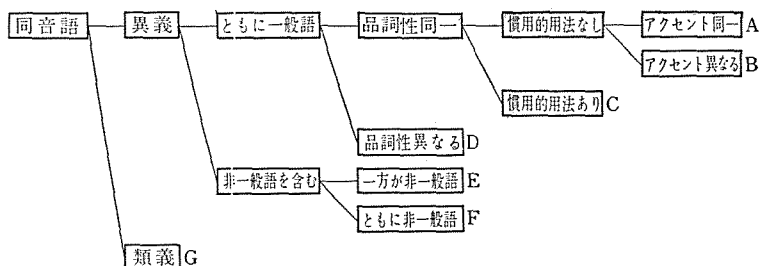 同音語 異義 ともに一般語 品詞性同一 慣用的用法なし アクセント同一 A
アクセント異なる B
慣用的用法あり C
品詞性異なる D
非一般語を含む 一方が非一般語 E
ともに非一般語 F
類義 G